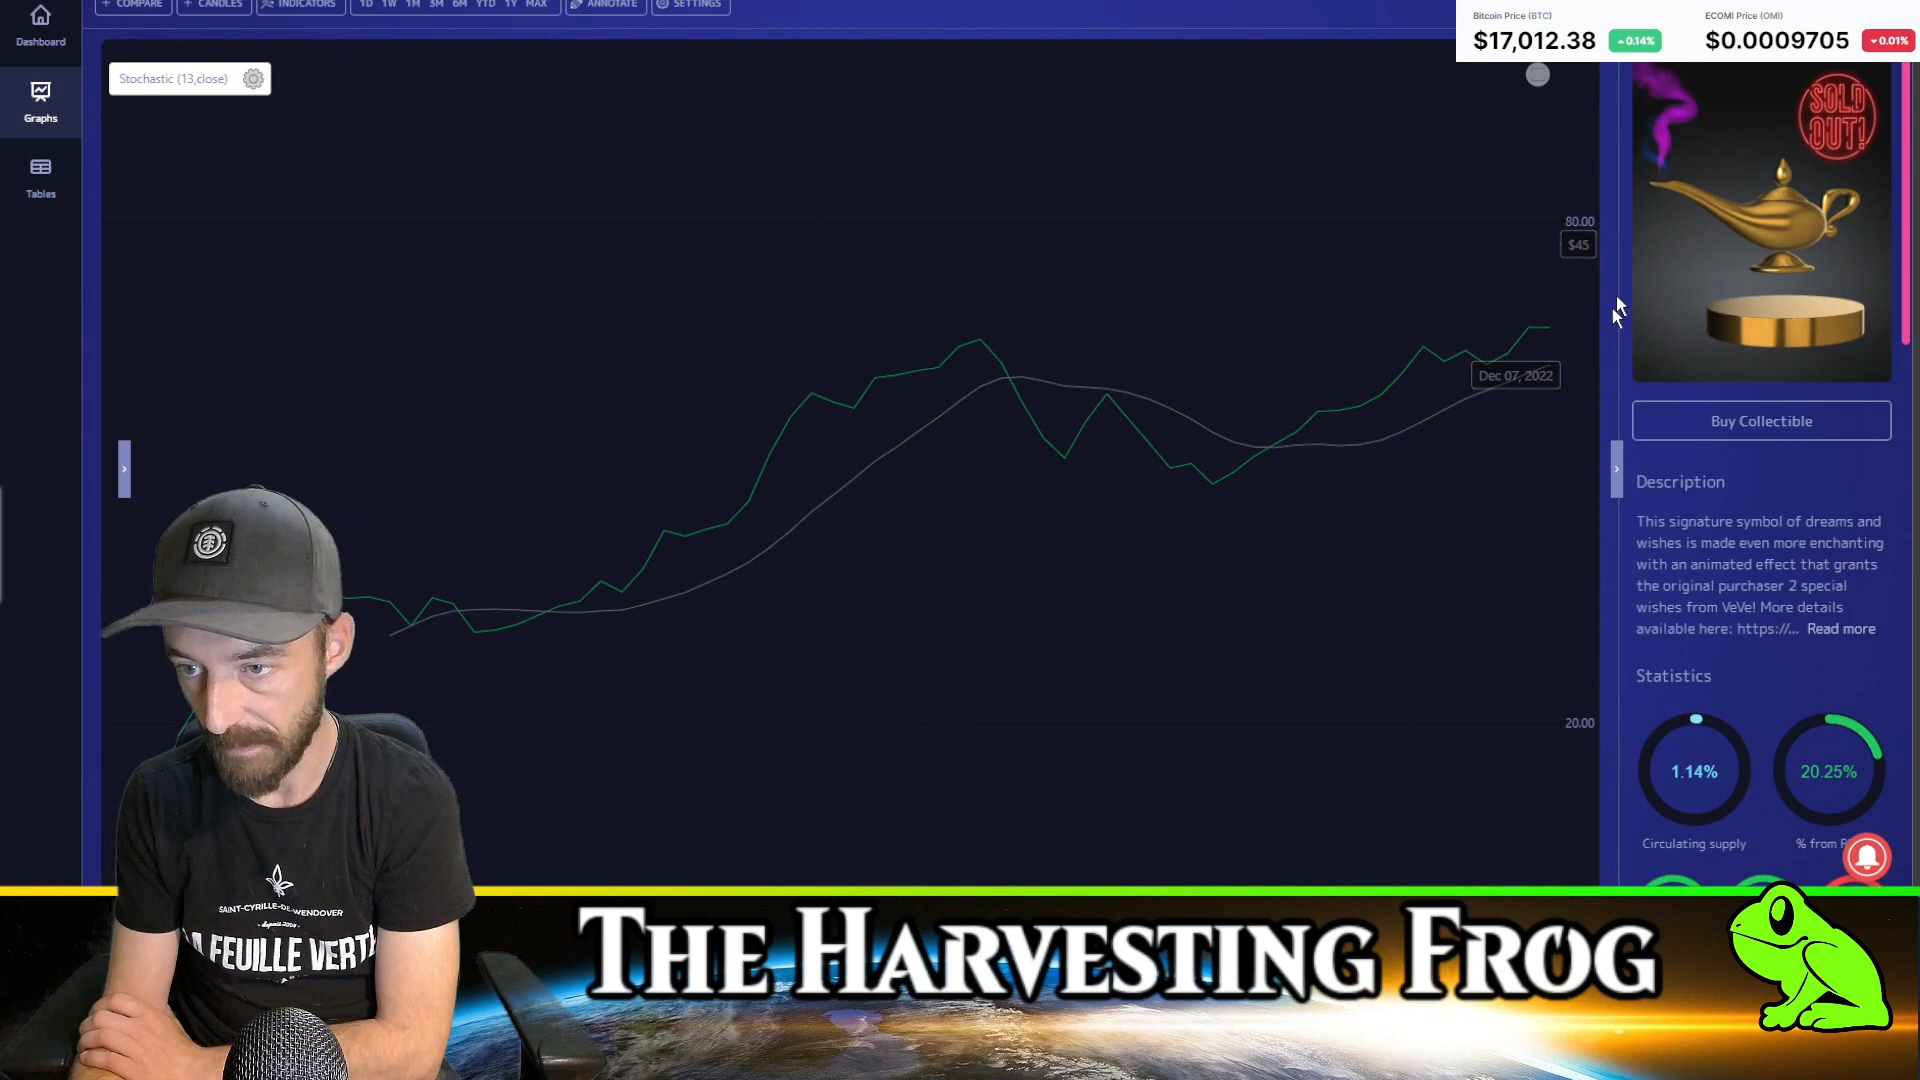 COMPARE
CANDLES
INDICATORS
1D 1W 1M 3M 6M YTD 1Y MAX
ANNOTATE
SETTINGS
Bitcoin Price (BTC)
$17,012.38
0.14%
ECOMI Price (OMI)
$0.0009705
0.01%
Dashboard
Graphs
Tables
Stochastic (13,close)
80.00
$45
Dec 07, 2022
20.00
SOLD
OUT!
Buy Collectible
Description
This signature symbol of dreams and
wishes is made even more enchanting
with an animated effect that grants
the original purchaser 2 special
wishes from VeVe! More details
available here: https://... Read more
Statistics
1.14%
20.25%
Circulating supply
% from
SAINT-CYRILLE-DE-WENDOVER
FEUILLE VERTE
THE HARVESTING FROG